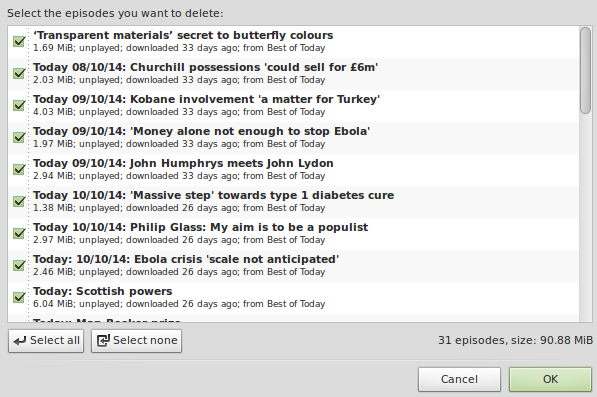 Select the episodes you want to delete:
‘Transparent materials’ secret to butterfly colours
1.69 MiB; unplayed; downloaded 33 days ago; from Best of Today
Today 08/10/14: Churchill possessions 'could sell for £6m'
2.03 MiB; unplayed; downloaded 33 days ago; from Best of Today
Today 09/10/14: Kobane involvement 'a matter for Turkey'
4.03 MiB; unplayed; downloaded 33 days ago; from Best of Today
Today 09/10/14: 'Money alone not enough to stop Ebola'
1.97 MiB; unplayed; downloaded 33 days ago; from Best of Today
Today 09/10/14: John Humphrys meets John Lydon
2.94 MiB; unplayed; downloaded 33 days ago; from Best of Today
Today 10/10/14: 'Massive step' towards type 1 diabetes cure
1.38 MiB; unplayed; downloaded 26 days ago; from Best of Today
Today 10/10/14: Philip Glass: My aim is to be a populist
2.97 MiB; unplayed; downloaded 26 days ago; from Best of Today
Today: 10/10/14: Ebola crisis 'scale not anticipated'
2.46 MiB; unplayed; downloaded 26 days ago; from Best of Today
Today: Scottish powers
6.04 MiB; unplayed; downloaded 26 days ago; from Best of Today
Today: Man Booker prize
Select all
Select none
31 episodes, size: 90.88 MiB
Cancel
OK